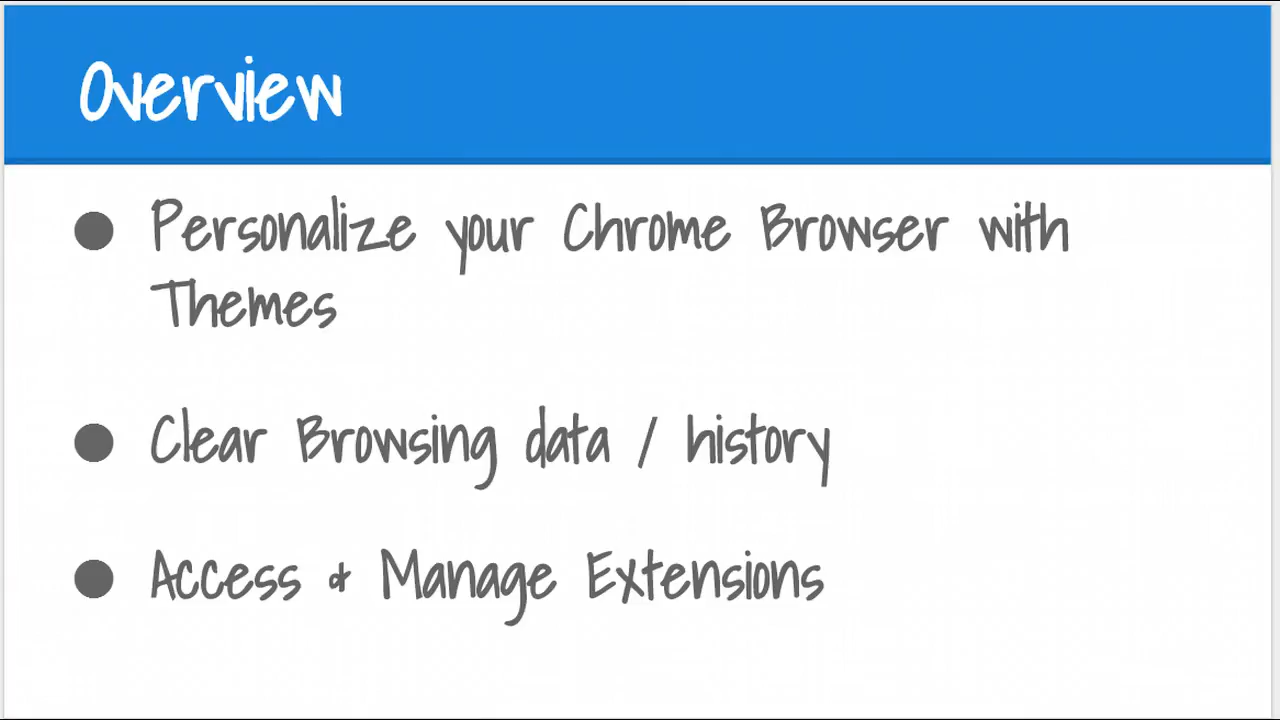 Overview
● Personalize your Chrome Browser with
Themes
● Clear Browsing data / history
● Access & Manage Extensions